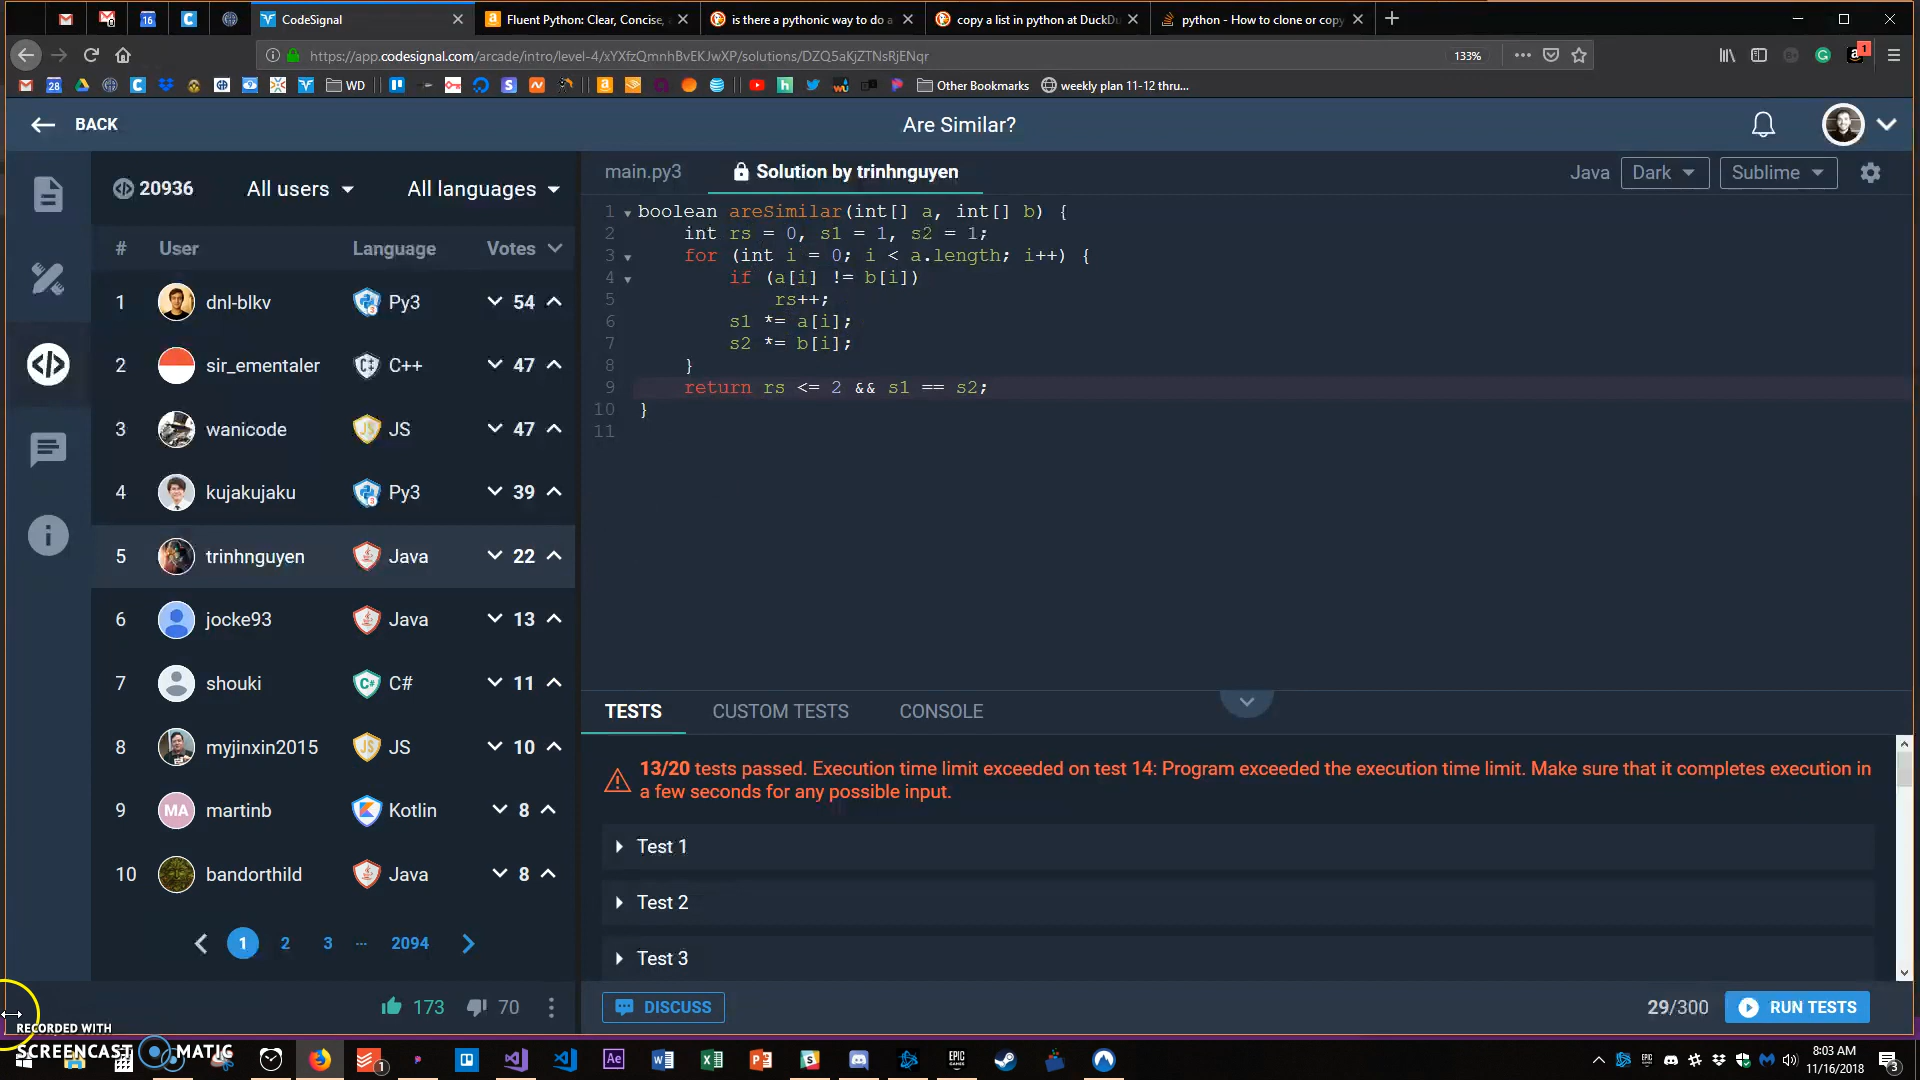 CodeSignal
Fluent Python: Clear, Concise,
is there a pythonic way to do a
copy a list in python at DuckDu
python - How to clone or copy
https://app.codesignal.com/arcade/intro/level-4/xYXfzQmnhBvEKJwXP/solutions/DZQ5aKjZTNsRjENqr
133%
WD
Other Bookmarks
weekly plan 11-12 thru...
BACK
Are Similar?
20936
All users
All languages
# User Language Votes
1 dnl-blkv Py3 54
2 sir_ementaler C++ 47
3 wanicode JS 47
4 kujakujaku Py3 39
5 trinhnguyen Java 22
6 jocke93 Java 13
7 shouki C# 11
8 myjinxin2015 JS 10
9 MA martinb Kotlin 8
10 bandorthild Java 8
1 2 3 ... 2094
173 70
main.py3
Solution by trinhnguyen
Java
Dark
Sublime
1 boolean areSimilar(int[] a, int[] b) {
2 int rs = 0, s1 = 1, s2 = 1;
3 for (int i = 0; i < a.length; i++) {
4 if (a[i] != b[i])
5 rs++;
6 s1 *= a[i];
7 s2 *= b[i];
8 }
9 return rs <= 2 && s1 == s2;
10 }
11
TESTS
CUSTOM TESTS
CONSOLE
13/20 tests passed. Execution time limit exceeded on test 14: Program exceeded the execution time limit. Make sure that it completes execution in
a few seconds for any possible input.
Test 1
Test 2
Test 3
DISCUSS
29/300
RUN TESTS
RECORDED WITH
SCREENCAST MATIC
8:03 AM
11/16/2018